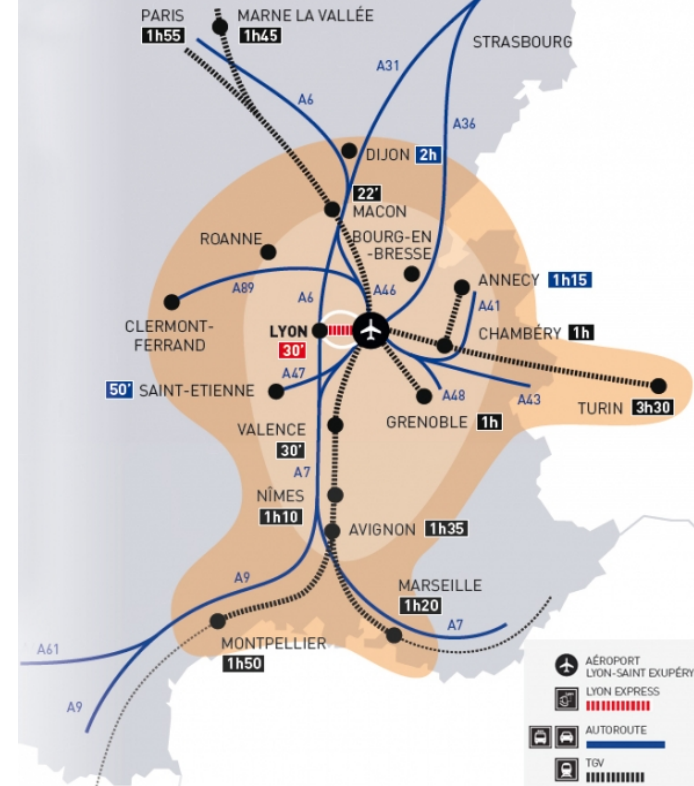 PARIS
1h55
MARNE LA VALLÉE
1h45
STRASBOURG
A31
A6
A36
DIJON 2h
22'
MACON
ROANNE
BOURG-EN
-BRESSE
ANNECY 1h15
A89
A6
A46
A41
CLERMONT-
FERRAND
LYON
30'
CHAMBÉRY 1h
A47
50' SAINT-ETIENNE
A48
A43
TURIN 3h30
GRENOBLE 1h
VALENCE
30'
A7
NÎMES
1h10
AVIGNON 1h35
A9
MARSEILLE
1h20
A7
MONTPELLIER
1h50
A61
A9
AÉROPORT
LYON-SAINT EXUPÉRY
LYON EXPRESS
AUTOROUTE
TGV